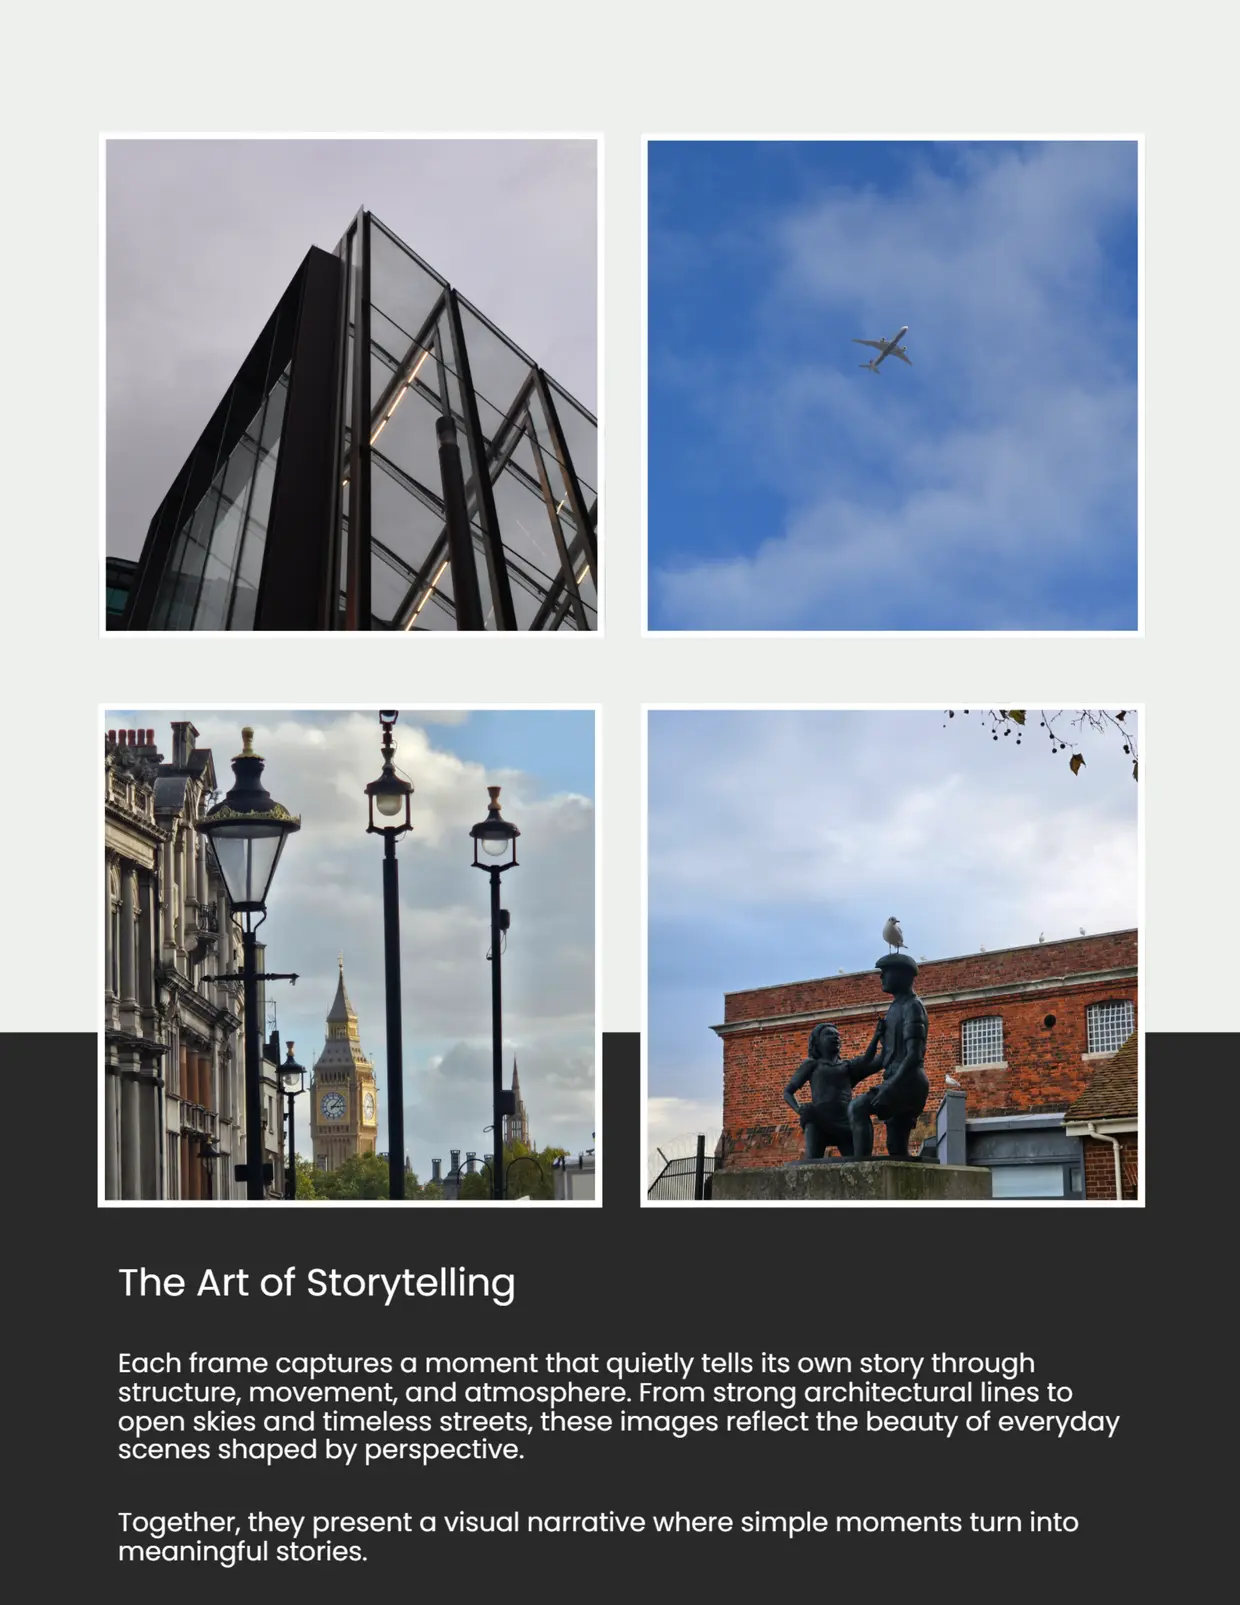 The Art of Storytelling
Each frame captures a moment that quietly tells its own story through
structure, movement, and atmosphere. From strong architectural lines to
open skies and timeless streets, these images reflect the beauty of everyday
scenes shaped by perspective.
Together, they present a visual narrative where simple moments turn into
meaningful stories.